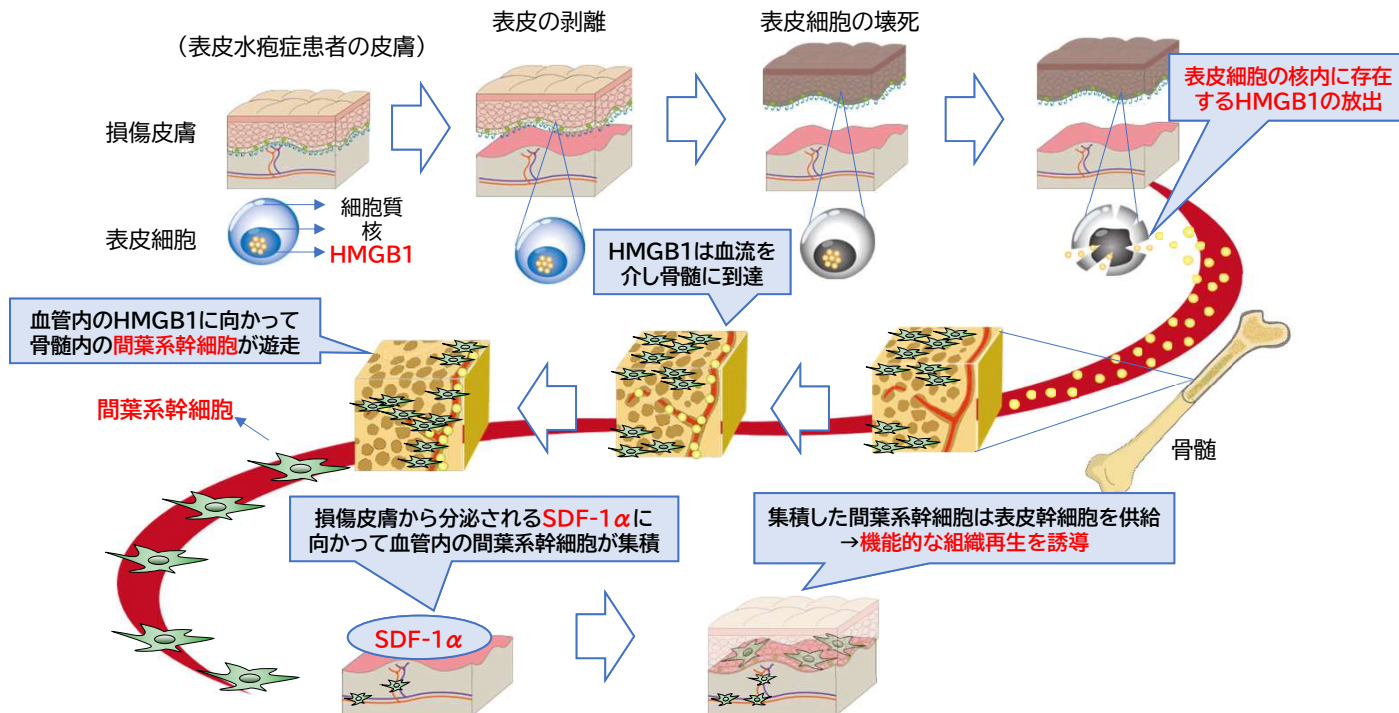 (表皮水疱症患者の皮膚)
表皮の剥離
表皮細胞の壊死
表皮細胞の核内に存在
するHMGB1の放出
損傷皮膚
表皮細胞
細胞質
核
HMGB1
HMGB1は血流を
介し骨髄に到達
血管内のHMGB1に向かって
骨髄内の間葉系幹細胞が遊走
間葉系幹細胞
骨髄
損傷皮膚から分泌されるSDF-1αに
向かって血管内の間葉系幹細胞が集積
集積した間葉系幹細胞は表皮幹細胞を供給
→機能的な組織再生を誘導
SDF-1α